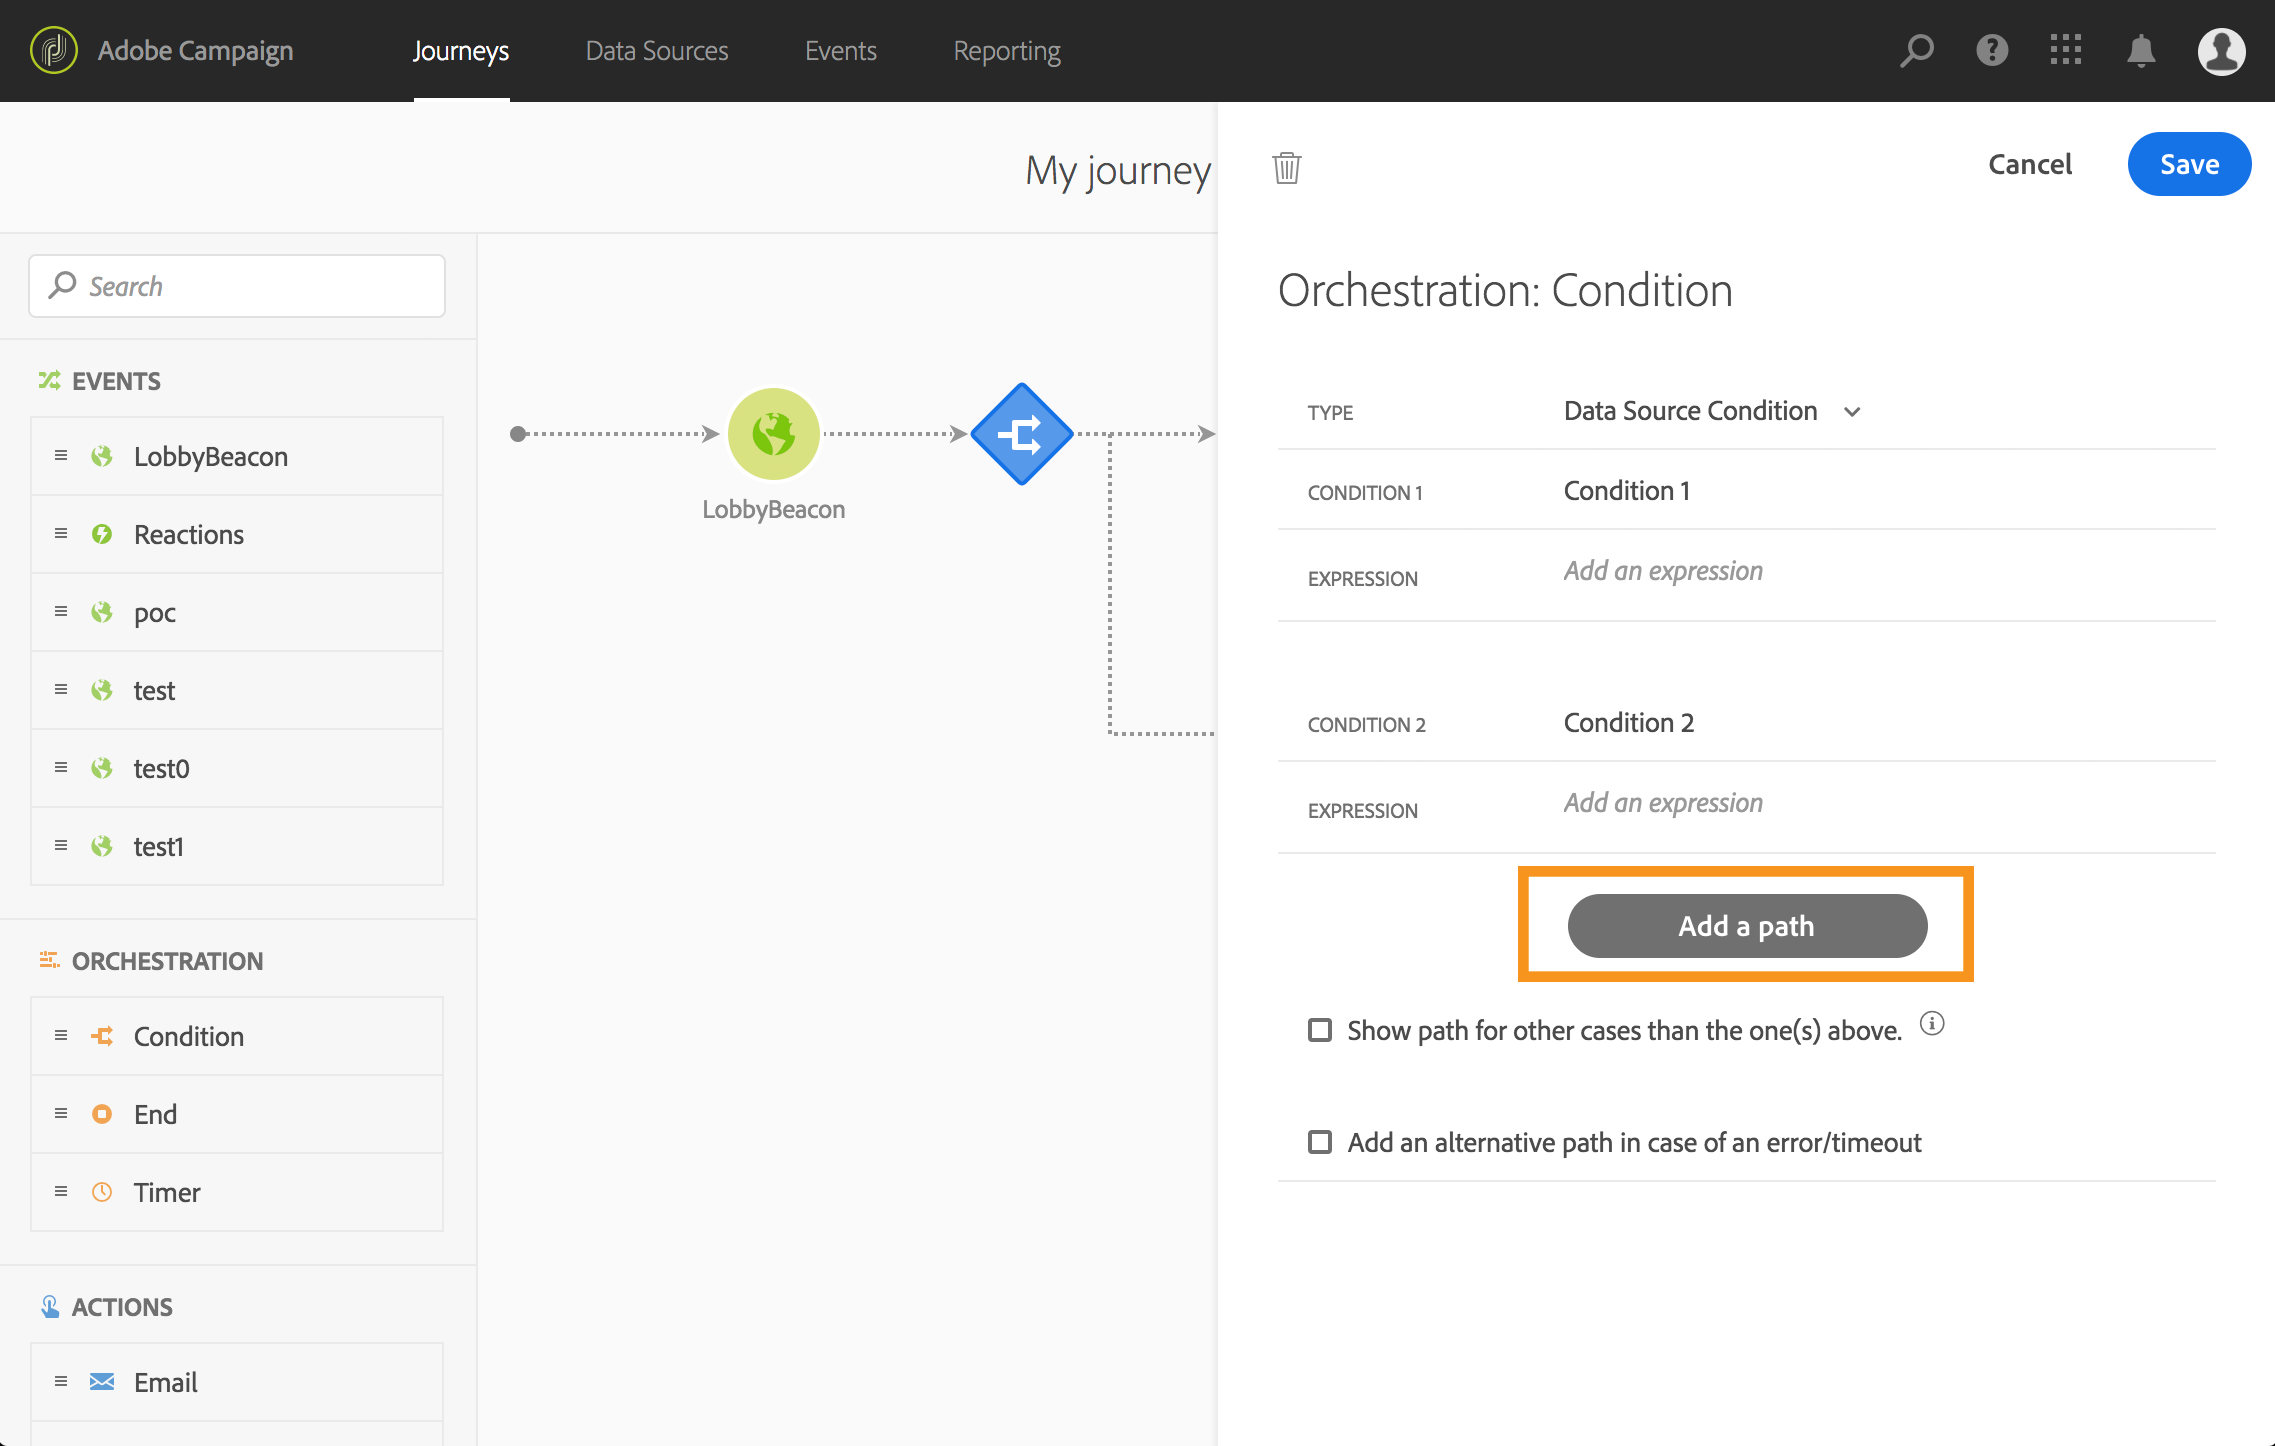 Adobe Campaign Journeys Data Sources Events Reporting
My journey
Cancel Save
Search
EVENTS
LobbyBeacon
Reactions
poc
test
test0
test1
ORCHESTRATION
Condition
End
Timer
ACTIONS
Email
LobbyBeacon
Orchestration: Condition
TYPE Data Source Condition
CONDITION 1 Condition 1
EXPRESSION Add an expression
CONDITION 2 Condition 2
EXPRESSION Add an expression
Add a path
Show path for other cases than the one(s) above.
Add an alternative path in case of an error/timeout